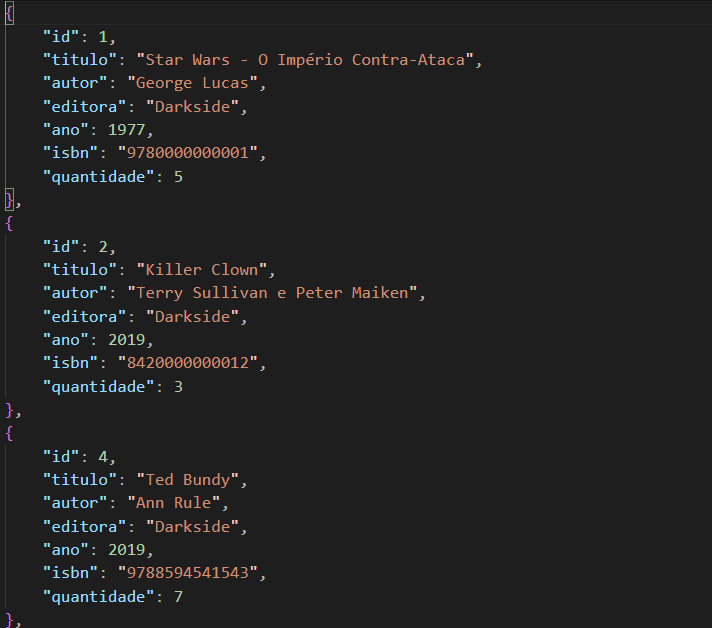 {
"id": 1,
"titulo": "Star Wars - O Império Contra-Ataca",
"autor": "George Lucas",
"editora": "Darkside",
"ano": 1977,
"isbn": "9780000000001",
"quantidade": 5
},
{
"id": 2,
"titulo": "Killer Clown",
"autor": "Terry Sullivan e Peter Maiken",
"editora": "Darkside",
"ano": 2019,
"isbn": "8420000000012",
"quantidade": 3
},
{
"id": 4,
"titulo": "Ted Bundy",
"autor": "Ann Rule",
"editora": "Darkside",
"ano": 2019,
"isbn": "9788594541543",
"quantidade": 7
},